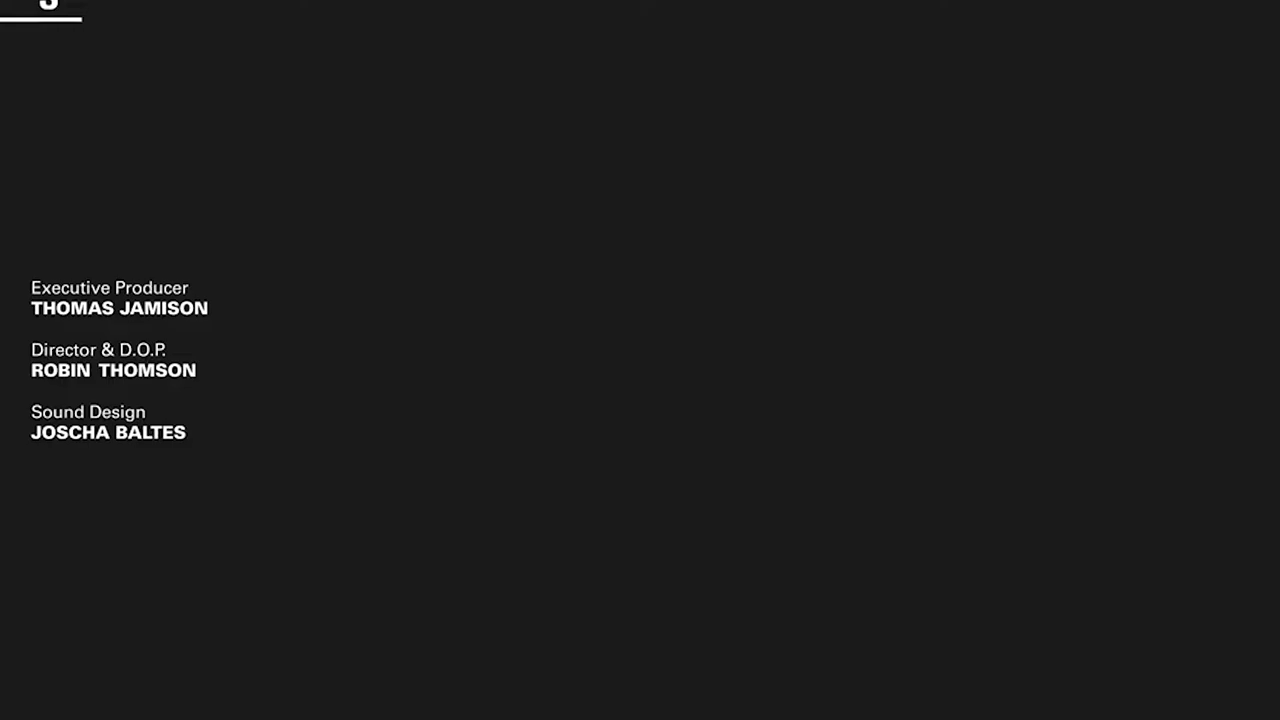 Executive Producer
THOMAS JAMISON
Director & D.O.P.
ROBIN THOMSON
Sound Design
JOSCHA BALTES